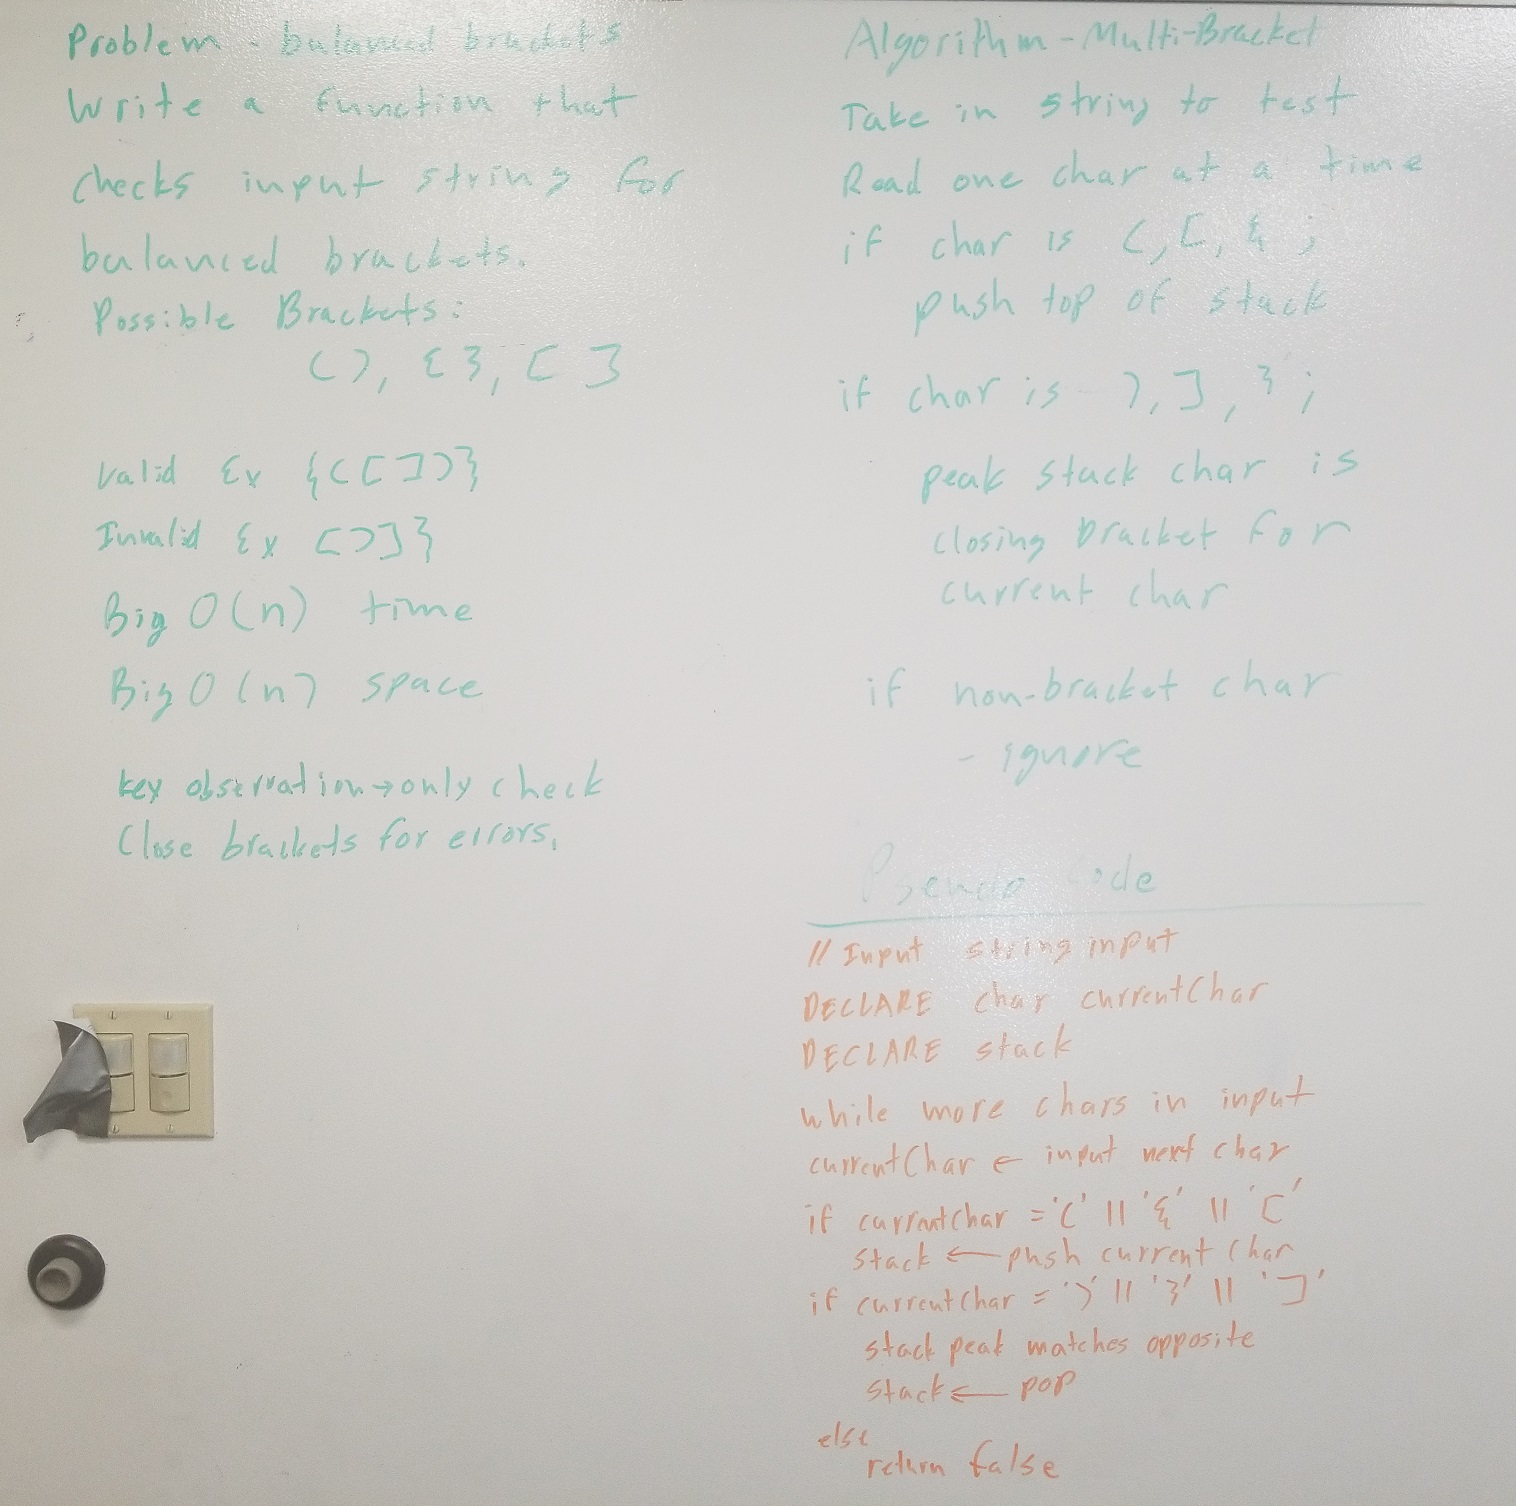 Problem - balanced brackets
Write a function that
checks input string for
balanced brackets.
Possible Brackets:
(), {}, []
Valid Ex {([])}
Invalid Ex [)]}
Big O(n) time
Big O(n) space
key observation→only check
Close brackets for errors.
Algorithm - Multi-Bracket
Take in string to test
Read one char at a time
if char is (, [, { ;
push top of stack
if char is ), ], } ;
peak stack char is
closing bracket for
current char
if non-bracket char
- ignore
Pseudo Code
// Input string input
DECLARE char currentChar
DECLARE stack
while more chars in input
currentChar ← input next char
if currentChar = '(' || '{' || '['
stack ← push current char
if currentChar = ')' || '}' || ']'
stack peak matches opposite
stack ← pop
else
return false